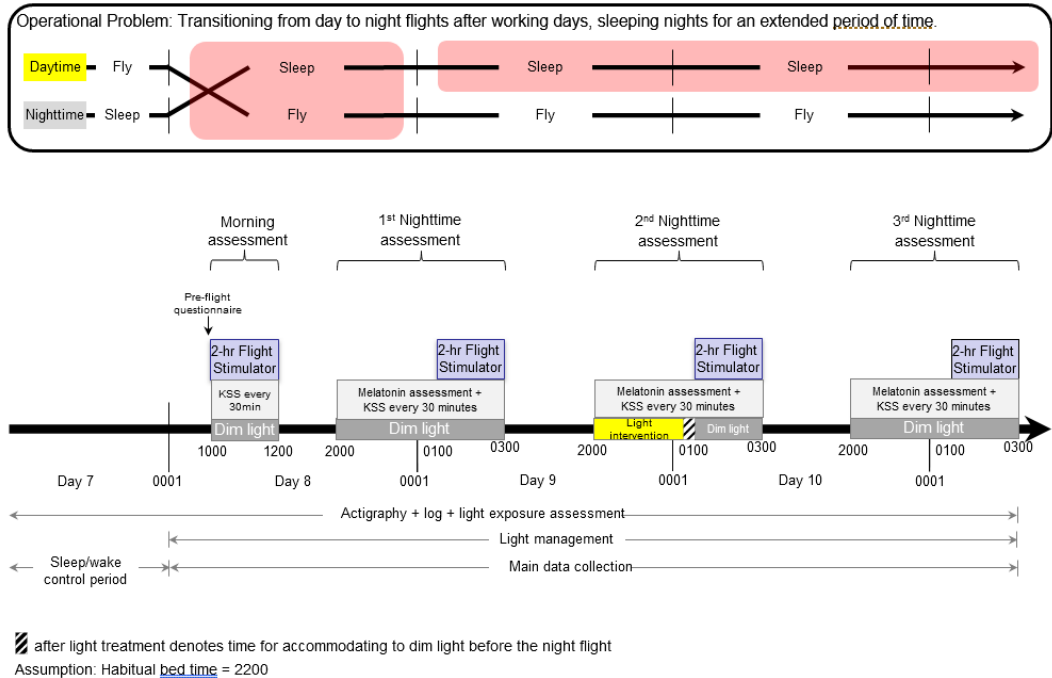 Operational Problem: Transitioning from day to night flights after working days, sleeping nights for an extended period of time.
Daytime Fly Sleep Sleep Sleep
Nighttime Sleep Fly Fly Fly
Morning
assessment
1st Nighttime
assessment
2nd Nighttime
assessment
3rd Nighttime
assessment
Pre-flight
questionnaire
2-hr Flight
Stimulator
KSS every
30min
Dim light
2-hr Flight
Stimulator
Melatonin assessment +
KSS every 30 minutes
Dim light
2-hr Flight
Stimulator
Melatonin assessment +
KSS every 30 minutes
Light
intervention
Dim light
2-hr Flight
Stimulator
Melatonin assessment +
KSS every 30 minutes
Dim light
1000 1200 2000 0100 0300 2000 0100 0300 2000 0100 0300
Day 7 0001 Day 8 0001 Day 9 0001 Day 10 0001
Actigraphy + log + light exposure assessment
Light management
Sleep/wake
control period
Main data collection
after light treatment denotes time for accommodating to dim light before the night flight
Assumption: Habitual bed time = 2200